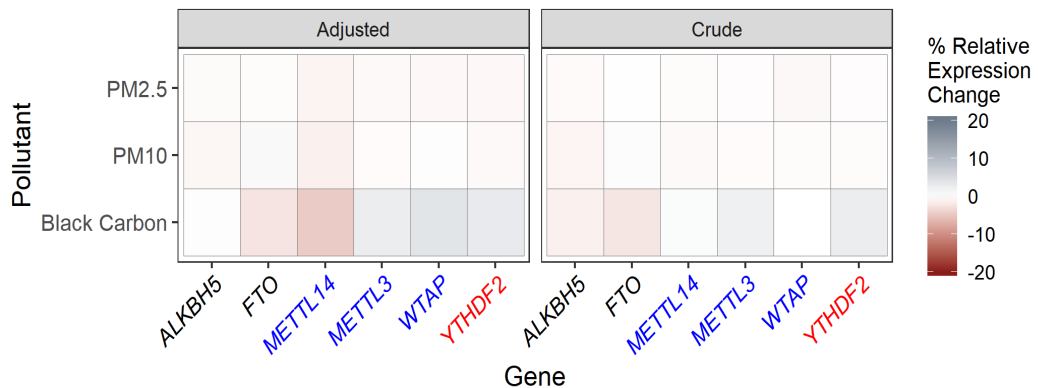 Adjusted
Crude
Pollutant
PM2.5
PM10
Black Carbon
ALKBH5
FTO
METTL14
METTL3
WTAP
YTHDF2
ALKBH5
FTO
METTL14
METTL3
WTAP
YTHDF2
Gene
% Relative
Expression
Change
20
10
0
-10
-20